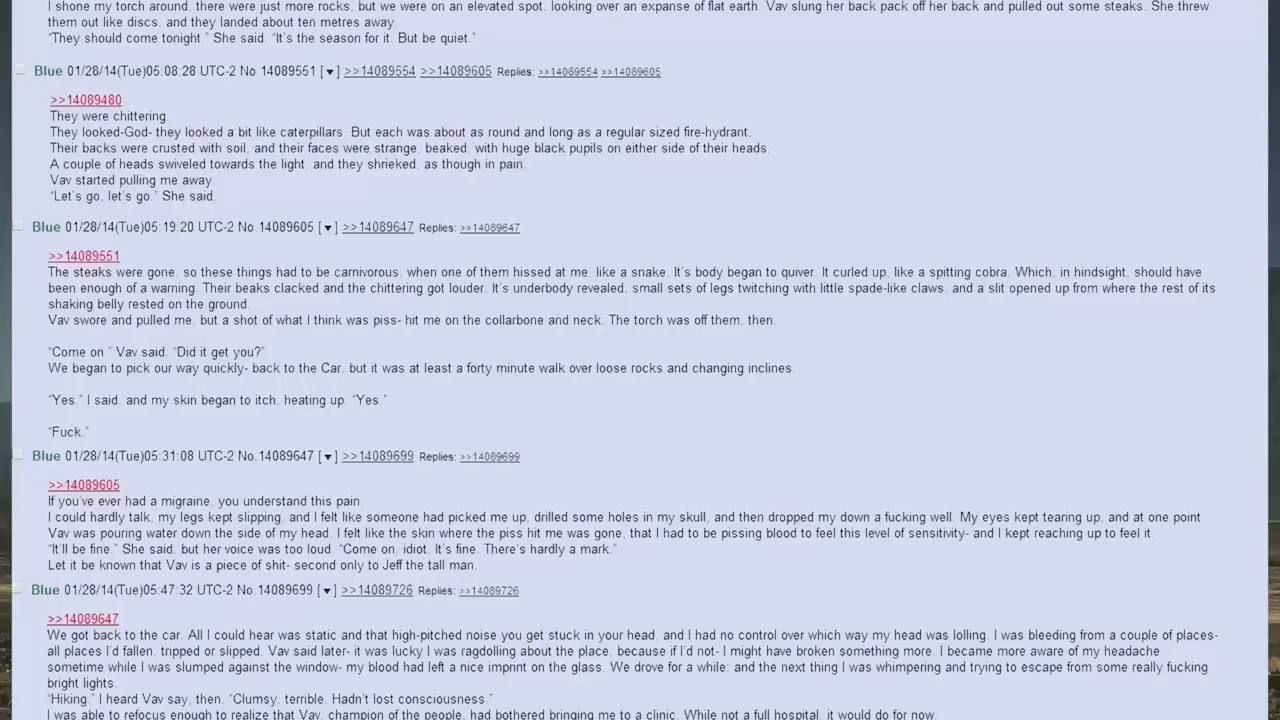 I shone my torch around, there were just more rocks, but we were on an elevated spot, looking over an expanse of flat earth. Vav slung her back pack off her back and pulled out some steaks. She threw
them out like discs, and they landed about ten metres away.
“They should come tonight.” She said. “It’s the season for it. But be quiet.”
Blue 01/28/14(Tue)05:08:28 UTC-2 No.14089551 [▼] >>14089554 >>14089605 Replies: >>14089554 >>14089605
>>14089480
They were chittering.
They looked-God- they looked a bit like caterpillars. But each was about as round and long as a regular sized fire-hydrant.
Their backs were crusted with soil, and their faces were strange, beaked, with huge black pupils on either side of their heads.
A couple of heads swiveled towards the light, and they shrieked, as though in pain.
Vav started pulling me away.
“Let’s go, let’s go.” She said.
Blue 01/28/14(Tue)05:19:20 UTC-2 No.14089605 [▼] >>14089647 Replies: >>14089647
>>14089551
The steaks were gone, so these things had to be carnivorous, when one of them hissed at me, like a snake. It’s body began to quiver. It curled up, like a spitting cobra. Which, in hindsight, should have
been enough of a warning. Their beaks clacked and the chittering got louder. It’s underbody revealed, small sets of legs twitching with little spade-like claws, and a slit opened up from where the rest of its
shaking belly rested on the ground.
Vav swore and pulled me, but a shot of what I think was piss- hit me on the collarbone and neck. The torch was off them, then.
“Come on.” Vav said. “Did it get you?”
We began to pick our way quickly- back to the Car, but it was at least a forty minute walk over loose rocks and changing inclines.
“Yes.” I said, and my skin began to itch, heating up. “Yes.”
“Fuck.”
Blue 01/28/14(Tue)05:31:08 UTC-2 No.14089647 [▼] >>14089699 Replies: >>14089699
>>14089605
If you’ve ever had a migraine, you understand this pain.
I could hardly talk, my legs kept slipping, and I felt like someone had picked me up, drilled some holes in my skull, and then dropped my down a fucking well. My eyes kept tearing up, and at one point
Vav was pouring water down the side of my head. I felt like the skin where the piss hit me was gone, that I had to be pissing blood to feel this level of sensitivity- and I kept reaching up to feel it.
“It’ll be fine.” She said, but her voice was too loud. “Come on, idiot. It’s fine. There’s hardly a mark.”
Let it be known that Vav is a piece of shit- second only to Jeff the tall man.
Blue 01/28/14(Tue)05:47:32 UTC-2 No.14089699 [▼] >>14089726 Replies: >>14089726
>>14089647
We got back to the car. All I could hear was static and that high-pitched noise you get stuck in your head, and I had no control over which way my head was lolling. I was bleeding from a couple of places-
all places I’d fallen, tripped or slipped. Vav said later- it was lucky I was ragdolling about the place, because if I’d not- I might have broken something more. I became more aware of my headache
sometime while I was slumped against the window- my blood had left a nice imprint on the glass. We drove for a while; and the next thing I was whimpering and trying to escape from some really fucking
bright lights.
“Hiking.” I heard Vav say, then. “Clumsy, terrible. Hadn’t lost consciousness.”
I was able to refocus enough to realize that Vav, champion of the people, had bothered bringing me to a clinic. While not a full hospital, it would do for now.